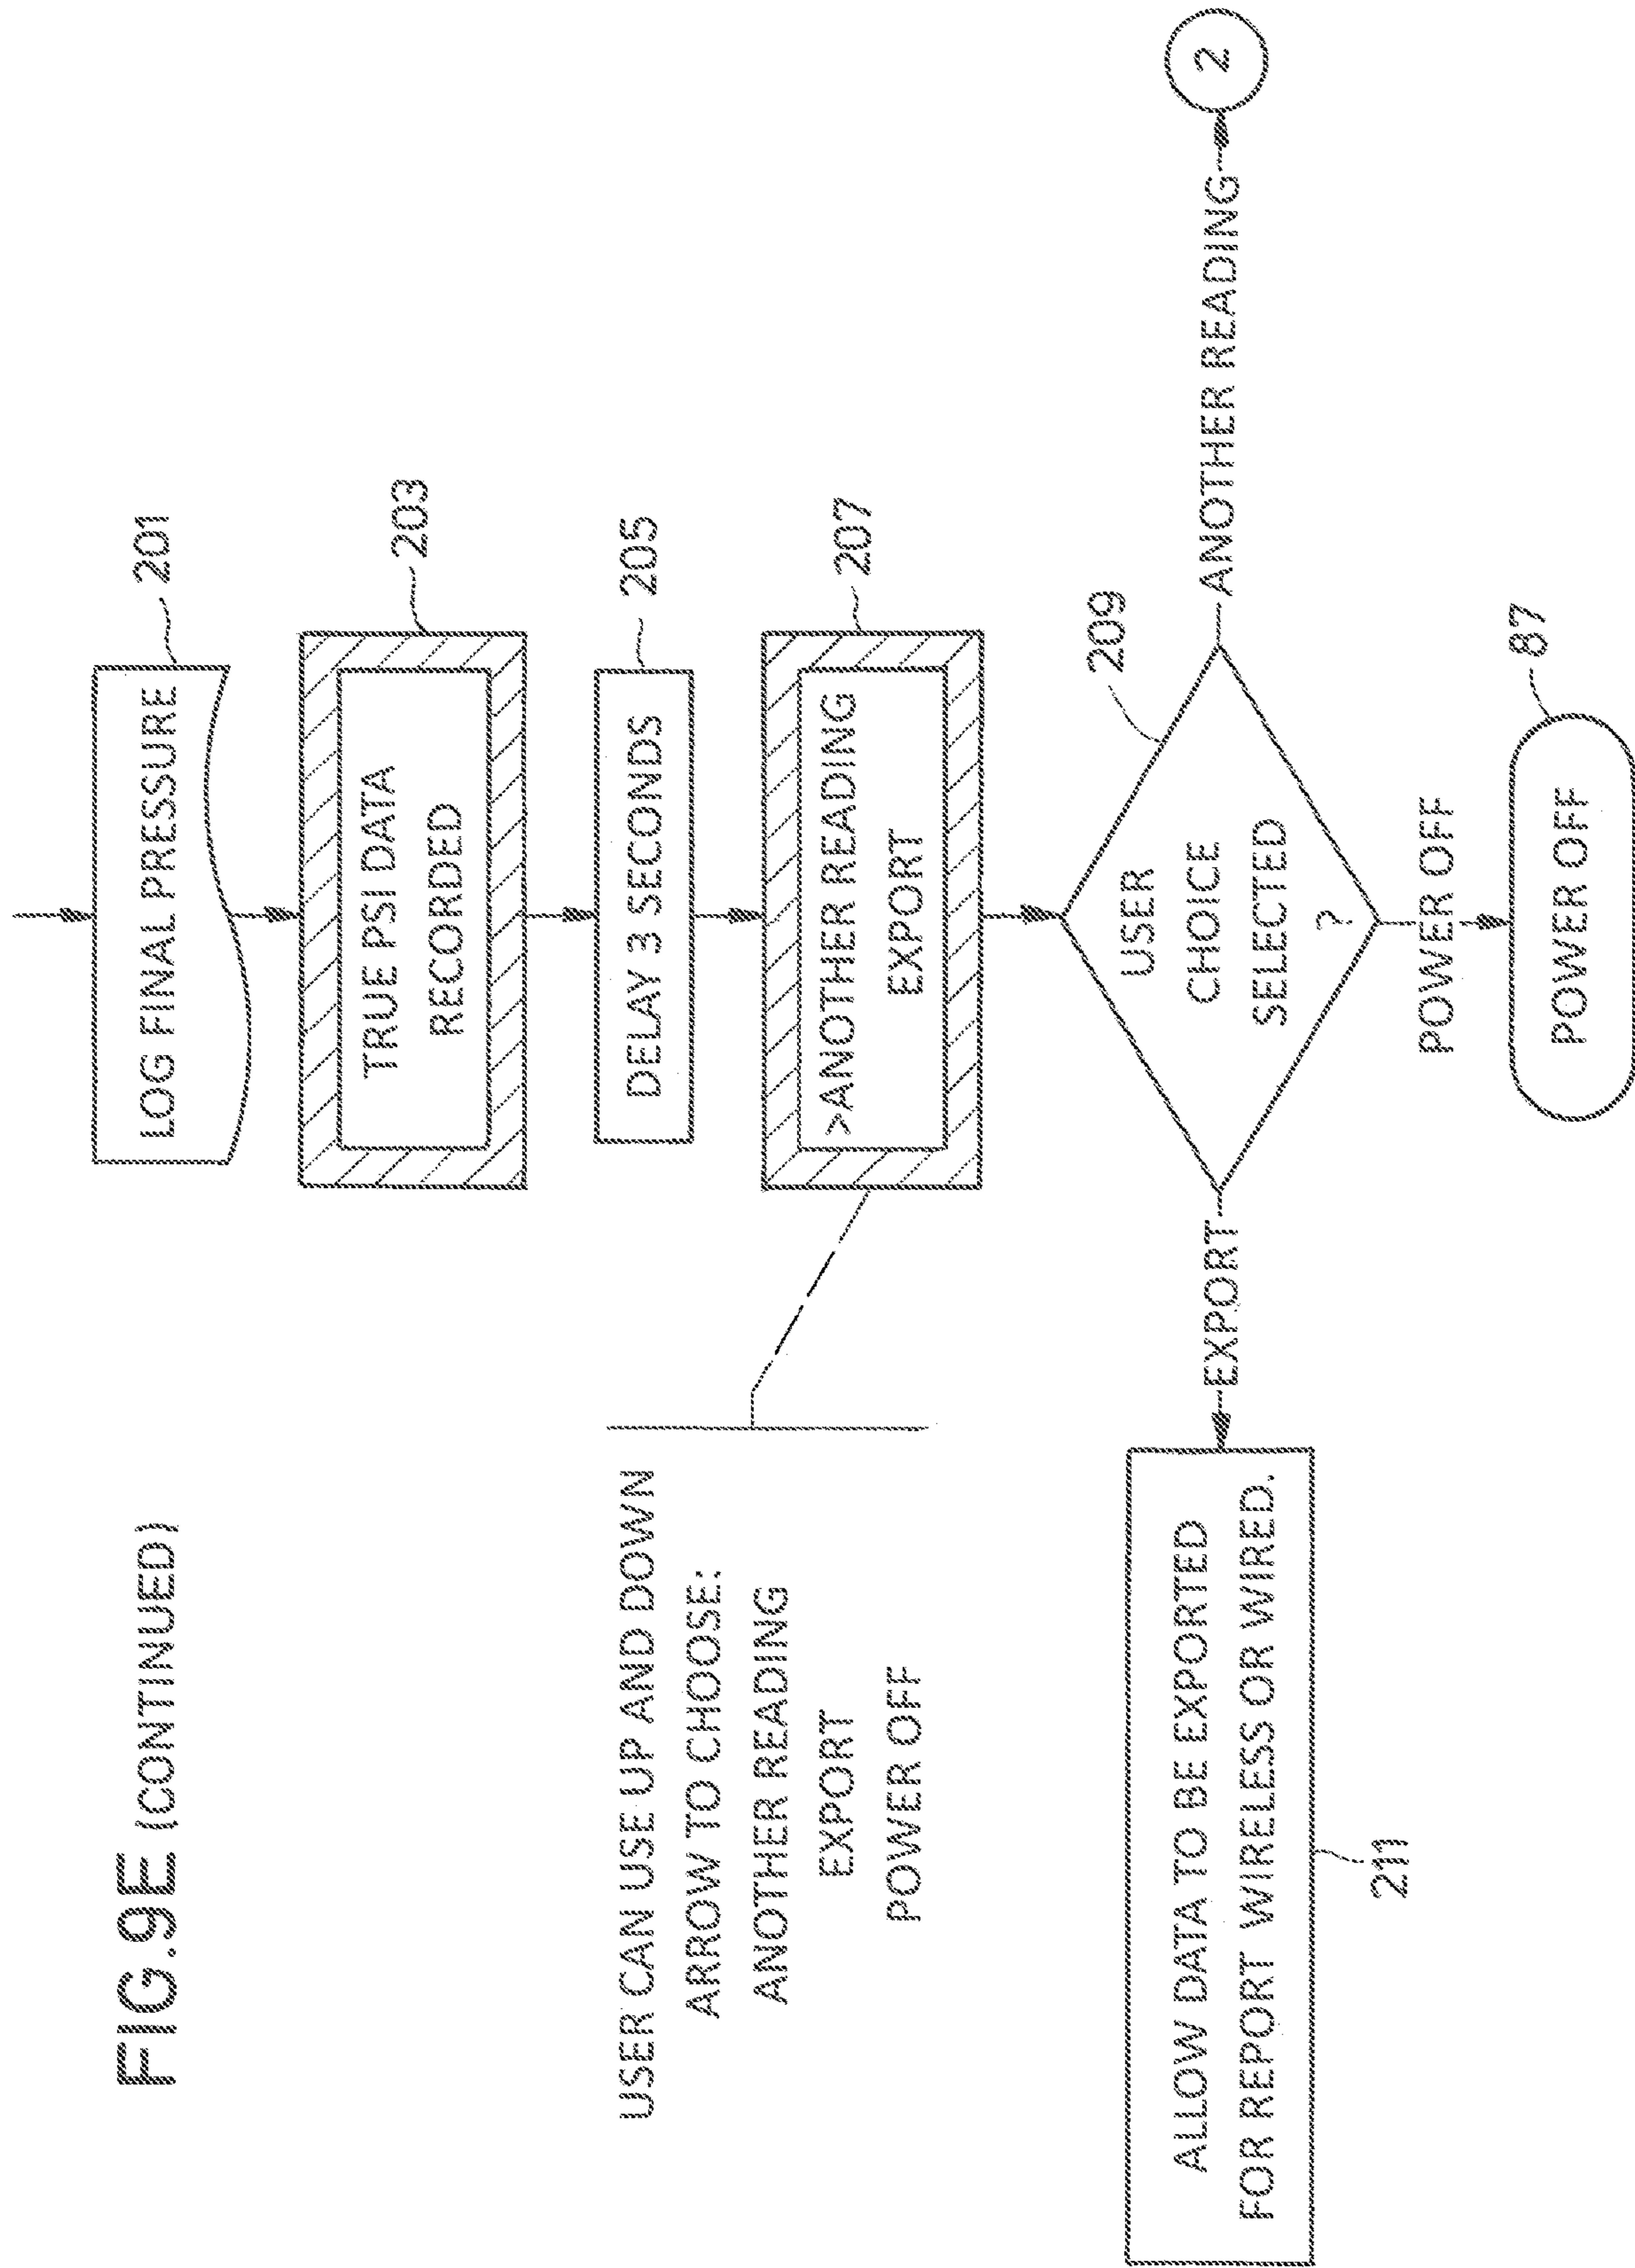 FIG.9E (CONTINUED)
LOG FINAL PRESSURE
201
TRUE PSI DATA
RECORDED
203
DELAY 3 SECONDS
205
>ANOTHER READING
EXPORT
207
USER CAN USE UP AND DOWN
ARROW TO CHOOSE:
ANOTHER READING
EXPORT
POWER OFF
USER
CHOICE
SELECTED
?
209
EXPORT
ALLOW DATA TO BE EXPORTED
FOR REPORT WIRELESS OR WIRED.
2111
ANOTHER READING
2
POWER OFF
POWER OFF
87